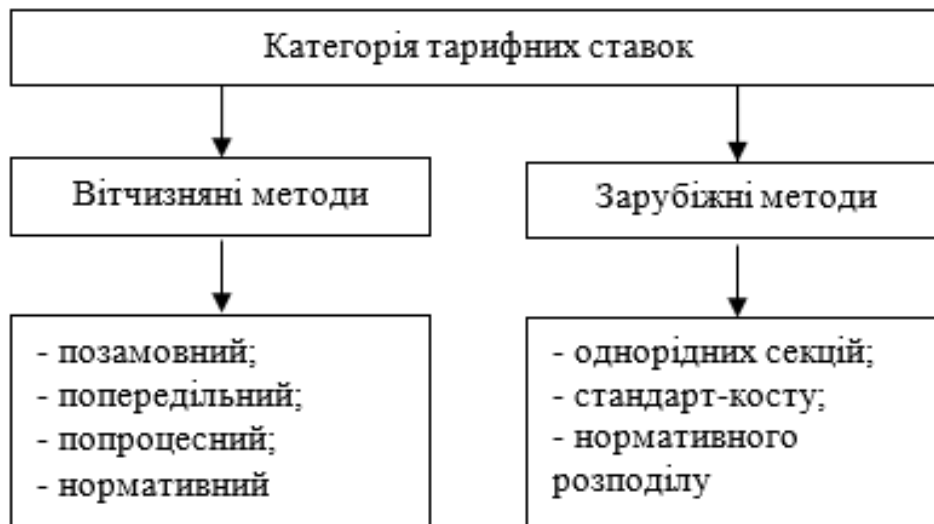 Категорія тарифних ставок
Вітчизняні методи
Зарубіжні методи
- позамовний;
- попередільний;
- попроцесний;
- нормативний
- однорідних секцій;
- стандарт-косту;
- нормативного
розподілу